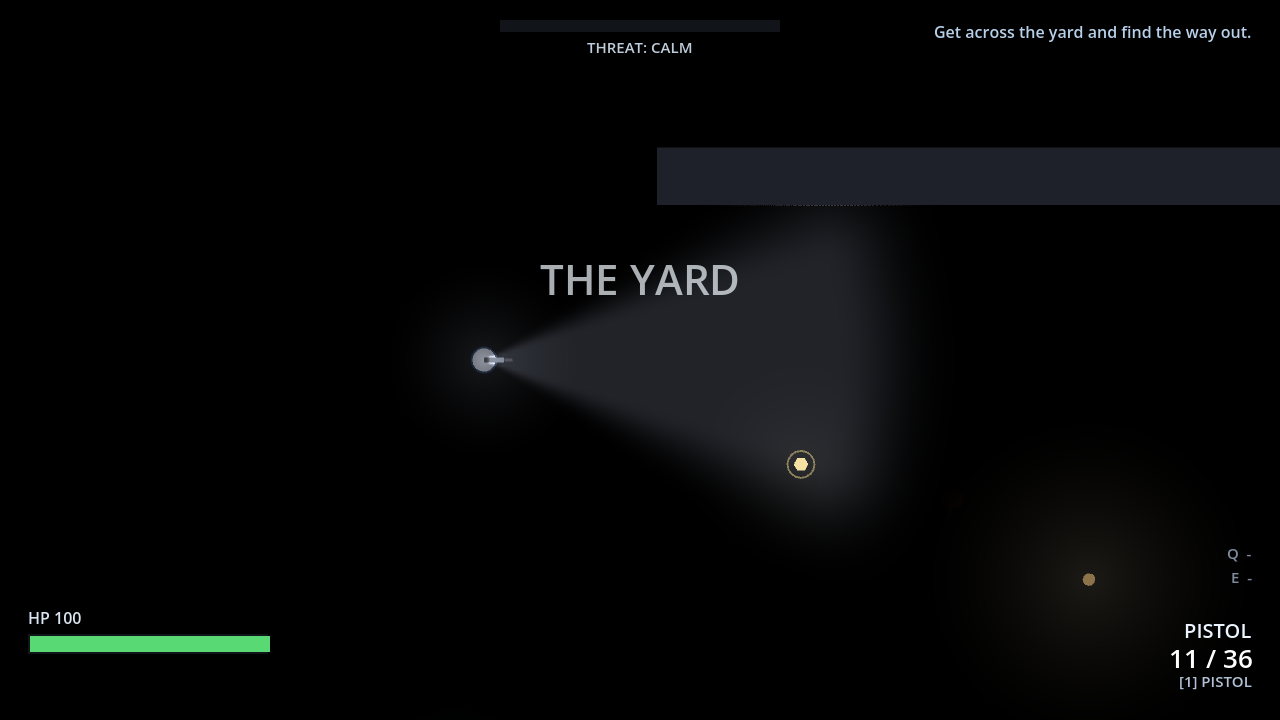 THREAT: CALM
Get across the yard and find the way out.
THE YARD
Q -
E -
HP 100
PISTOL
11 / 36
[1] PISTOL